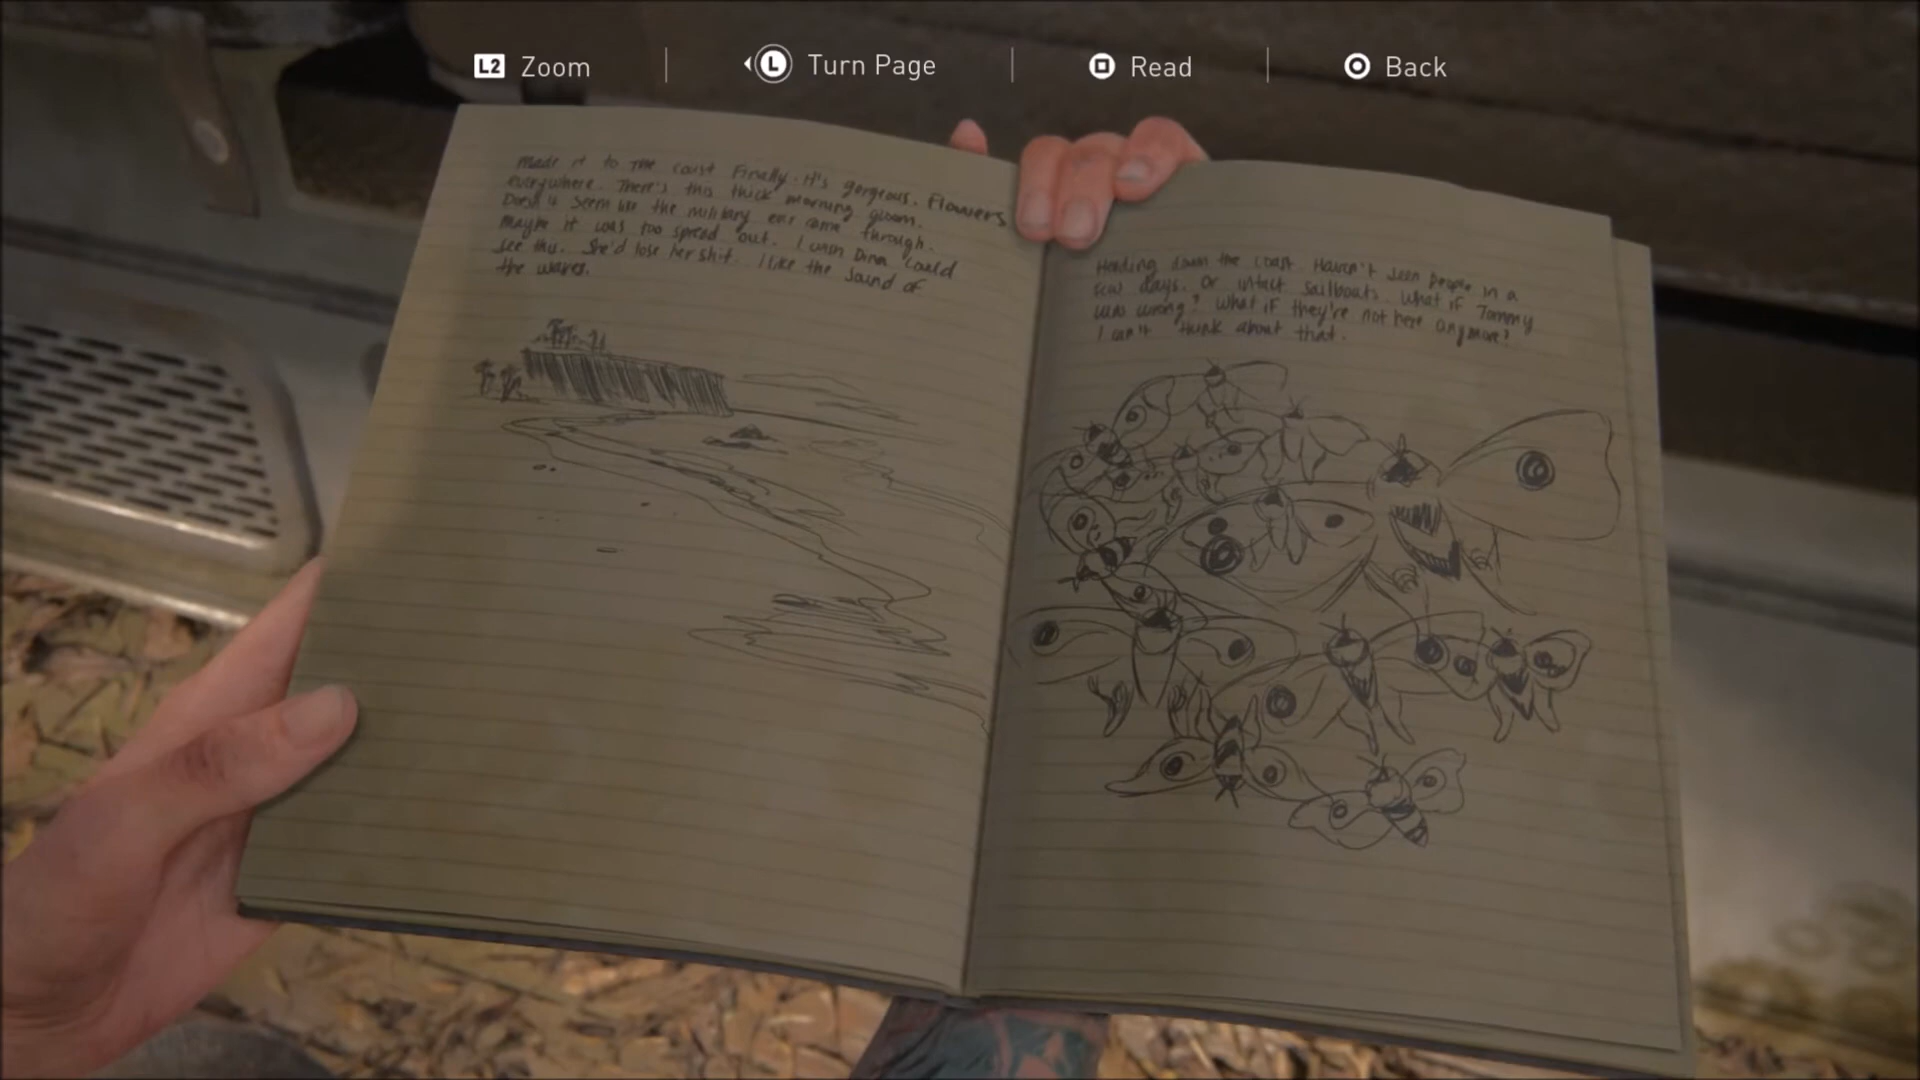 L2 Zoom
L Turn Page
Read
Back
Made it to the coast Finally. It's gorgeous. Flowers
everywhere. There's this thick morning gloom.
Doesn't seem like the military ever came through.
Maybe it was too spread out. I wish Dina could
see this. She'd lose her shit. I like the sound of
the waves.
Heading down the coast. Haven't seen people in a
few days. Or intact sailboats. What if Tommy
was wrong? What if they're not here anymore?
I can't think about that.